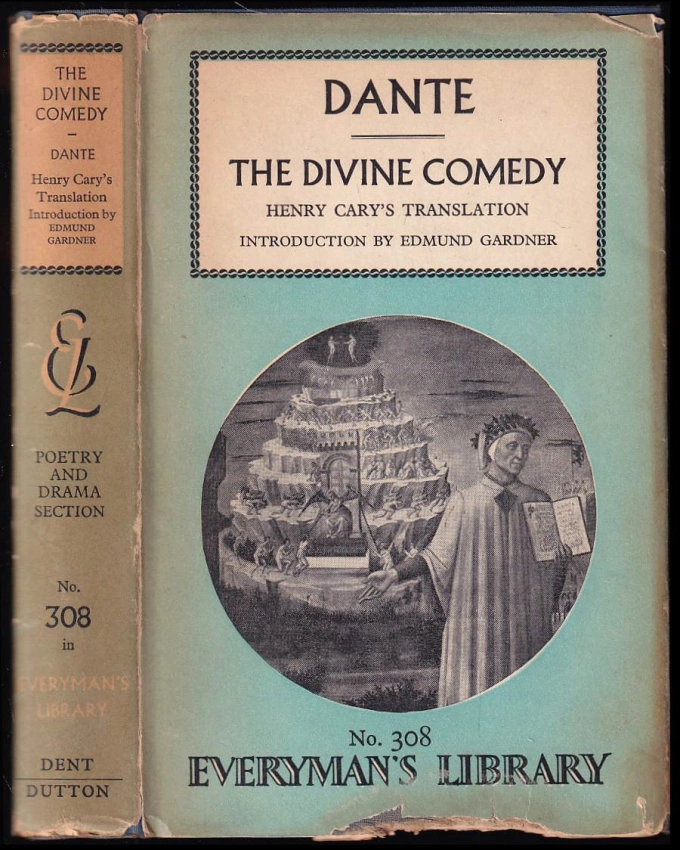 THE
DIVINE
COMEDY
–
DANTE
Henry Cary's
Translation
Introduction by
EDMUND
GARDNER
EL
POETRY
AND
DRAMA
SECTION
No.
308
in
EVERYMAN'S
LIBRARY
DENT
DUTTON
DANTE
THE DIVINE COMEDY
HENRY CARY'S TRANSLATION
INTRODUCTION BY EDMUND GARDNER
No. 308
EVERYMAN'S LIBRARY